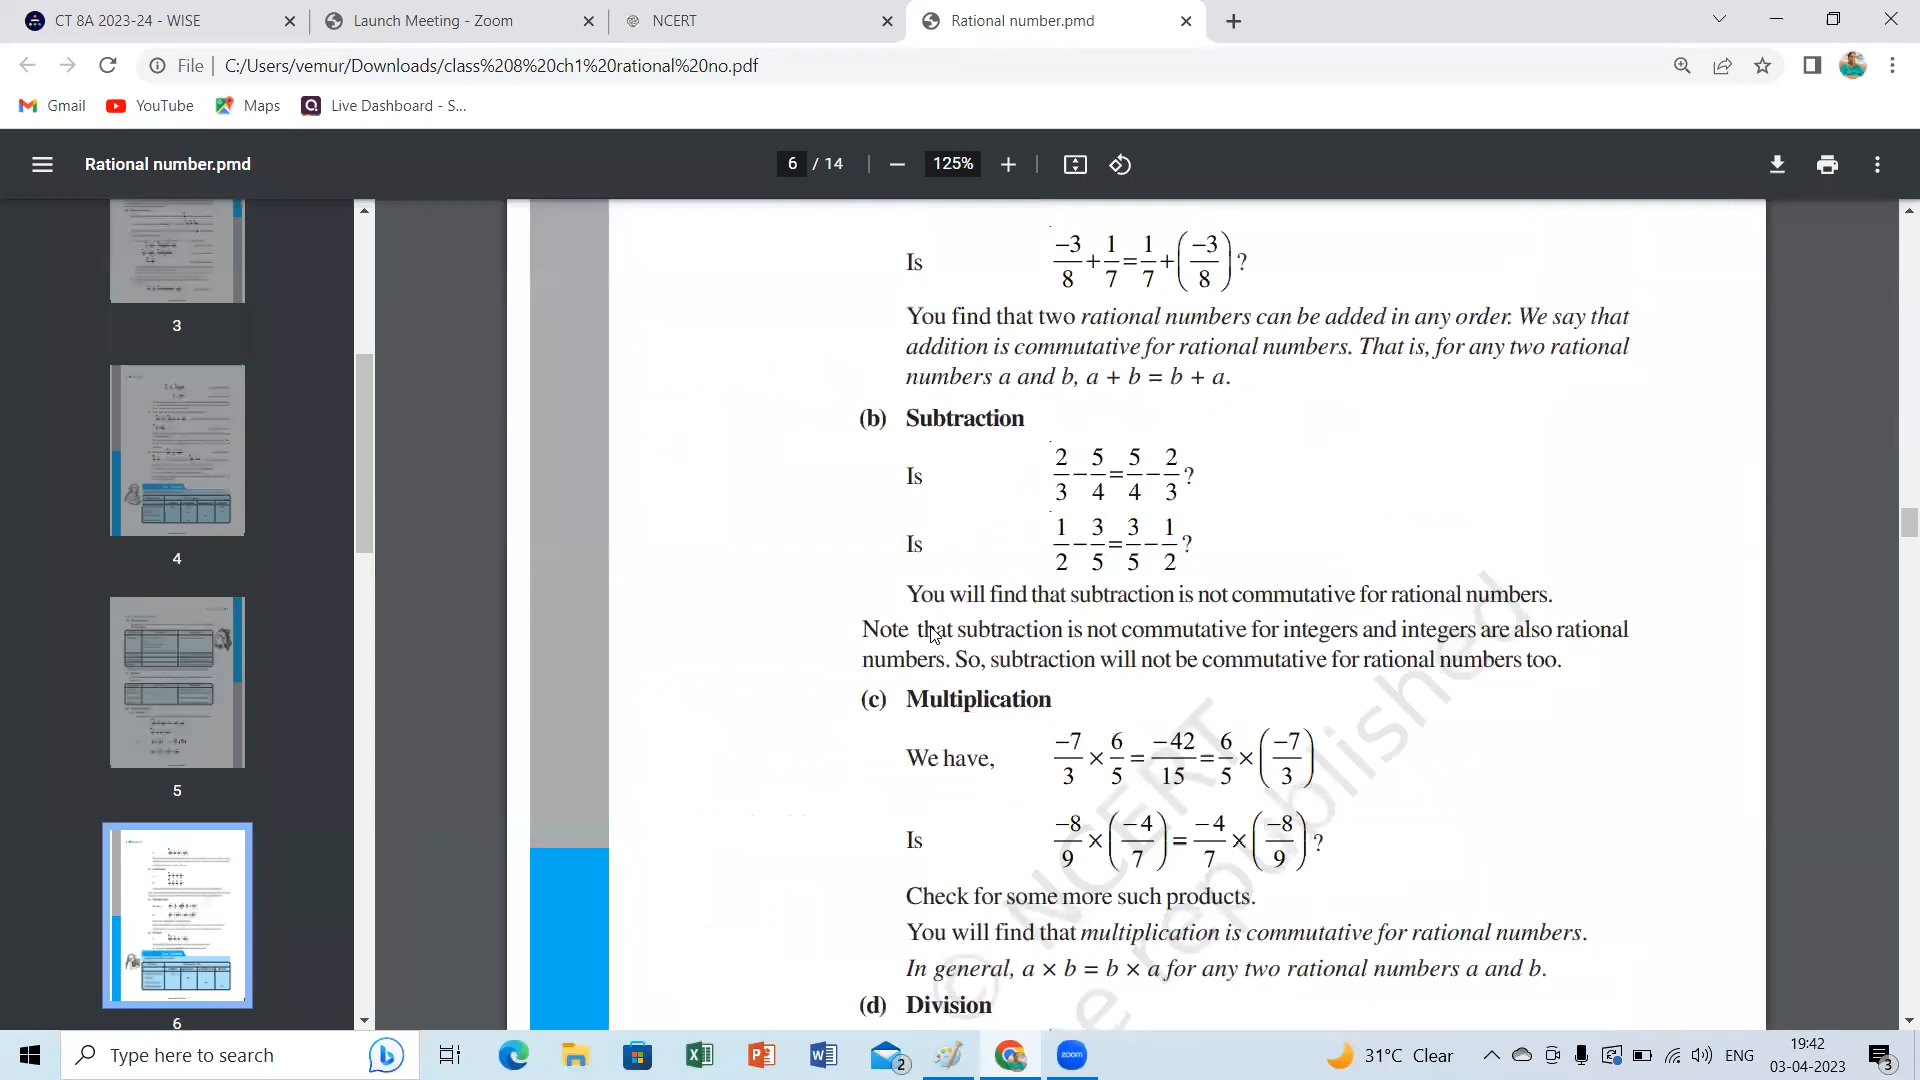 CT 8A 2023-24 - WISE
Launch Meeting - Zoom
NCERT
Rational number.pmd
File
C:/Users/vemur/Downloads/class%208%20ch1%20rational%20no.pdf
Gmail
YouTube
Maps
Live Dashboard - S...
Rational number.pmd
6 / 14
125%
3
4
5
6
Is −3/8 + 1/7 = 1/7 + (−3/8) ?
You find that two rational numbers can be added in any order. We say that
addition is commutative for rational numbers. That is, for any two rational
numbers a and b, a + b = b + a.
(b) Subtraction
Is 2/3 − 5/4 = 5/4 − 2/3 ?
Is 1/2 − 3/5 = 3/5 − 1/2 ?
You will find that subtraction is not commutative for rational numbers.
Note that subtraction is not commutative for integers and integers are also rational
numbers. So, subtraction will not be commutative for rational numbers too.
(c) Multiplication
We have, −7/3 × 6/5 = −42/15 = 6/5 × (−7/3)
Is −8/9 × (−4/7) = −4/7 × (−8/9) ?
Check for some more such products.
You will find that multiplication is commutative for rational numbers.
In general, a × b = b × a for any two rational numbers a and b.
(d) Division
© NCERT
be republished
Type here to search
2
zoom
31°C Clear
ENG
19:42
03-04-2023
3